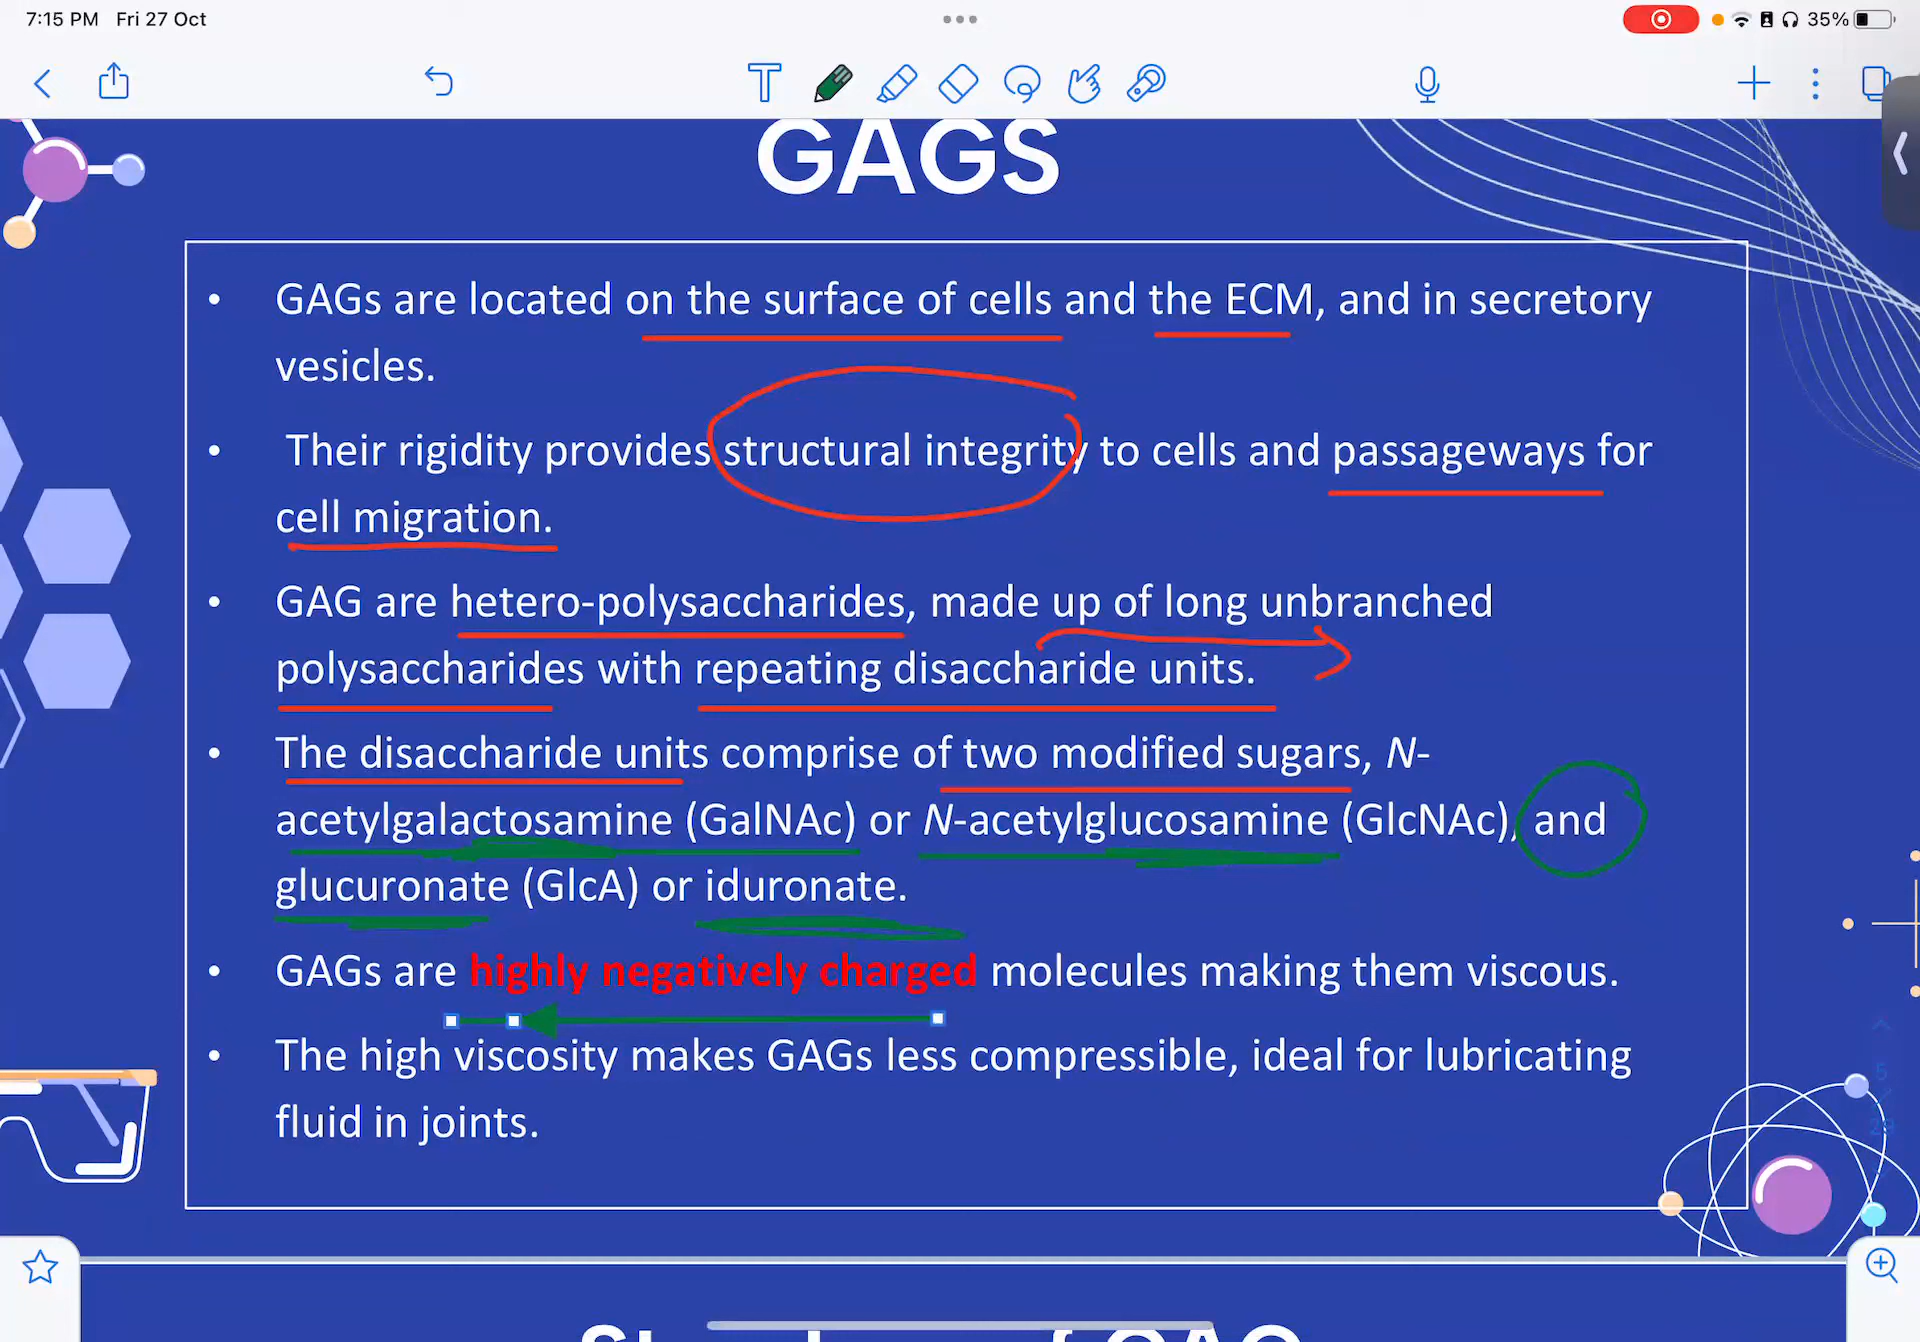 7:15 PM Fri 27 Oct
35%
GAGS
• GAGs are located on the surface of cells and the ECM, and in secretory
vesicles.
• Their rigidity provides structural integrity to cells and passageways for
cell migration.
• GAG are hetero-polysaccharides, made up of long unbranched
polysaccharides with repeating disaccharide units.
• The disaccharide units comprise of two modified sugars, N-
acetylgalactosamine (GalNAc) or N-acetylglucosamine (GlcNAc), and
glucuronate (GlcA) or iduronate.
• GAGs are highly negatively charged molecules making them viscous.
• The high viscosity makes GAGs less compressible, ideal for lubricating
fluid in joints.
5
/
29